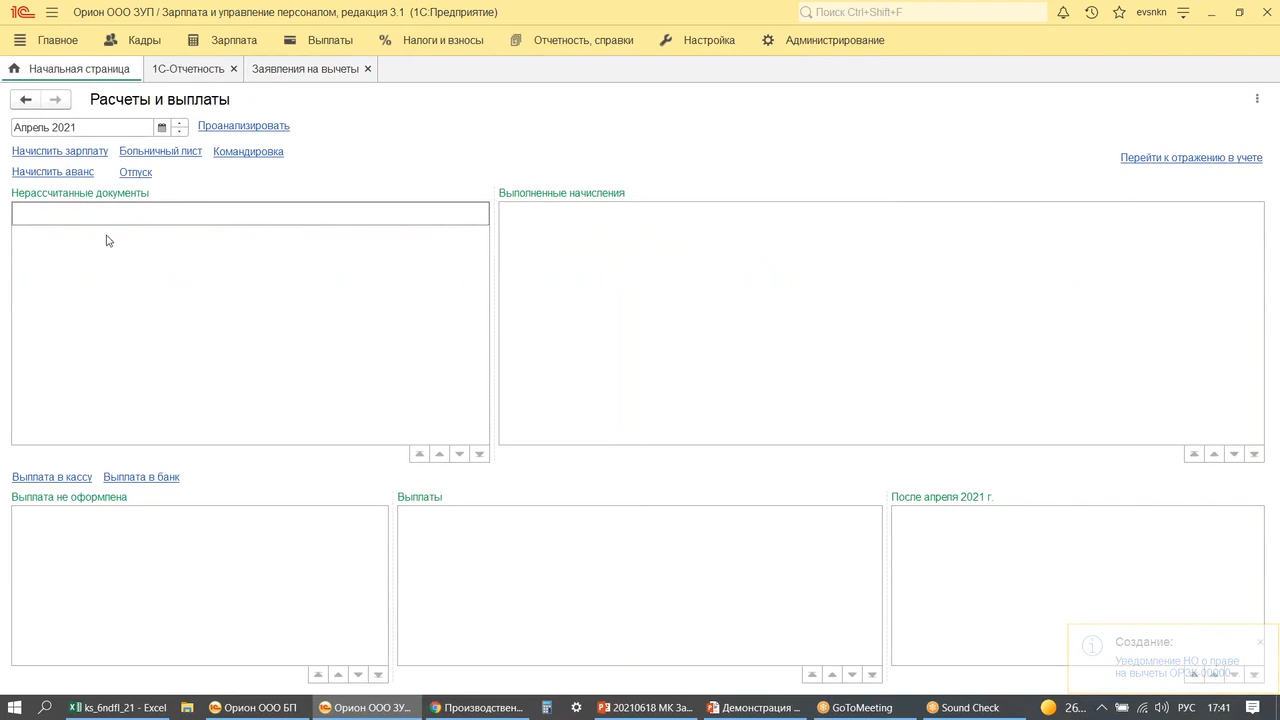 Орион ООО ЗУП / Зарплата и управление персоналом, редакция 3.1 (1С:Предприятие)
Поиск Ctrl+Shift+F
evsnkn
Главное Кадры Зарплата Выплаты Налоги и взносы Отчетность, справки Настройка Администрирование
Начальная страница 1С-Отчетность Заявления на вычеты
Расчеты и выплаты
Апрель 2021 Проанализировать
Начислить зарплату Больничный лист Командировка
Перейти к отражению в учете
Начислить аванс Отпуск
Нерассчитанные документы Выполненные начисления
Выплата в кассу Выплата в банк
Выплата не оформлена Выплаты После апреля 2021 г.
Создание:
Уведомление НО о праве
на вычеты ОРЗК-00000-
ks_6ndfl_21 - Excel Орион ООО БП Орион ООО ЗУ... Производствен... 20210618 МК За... Демонстрация ... GoToMeeting Sound Check 26... РУС 17:41